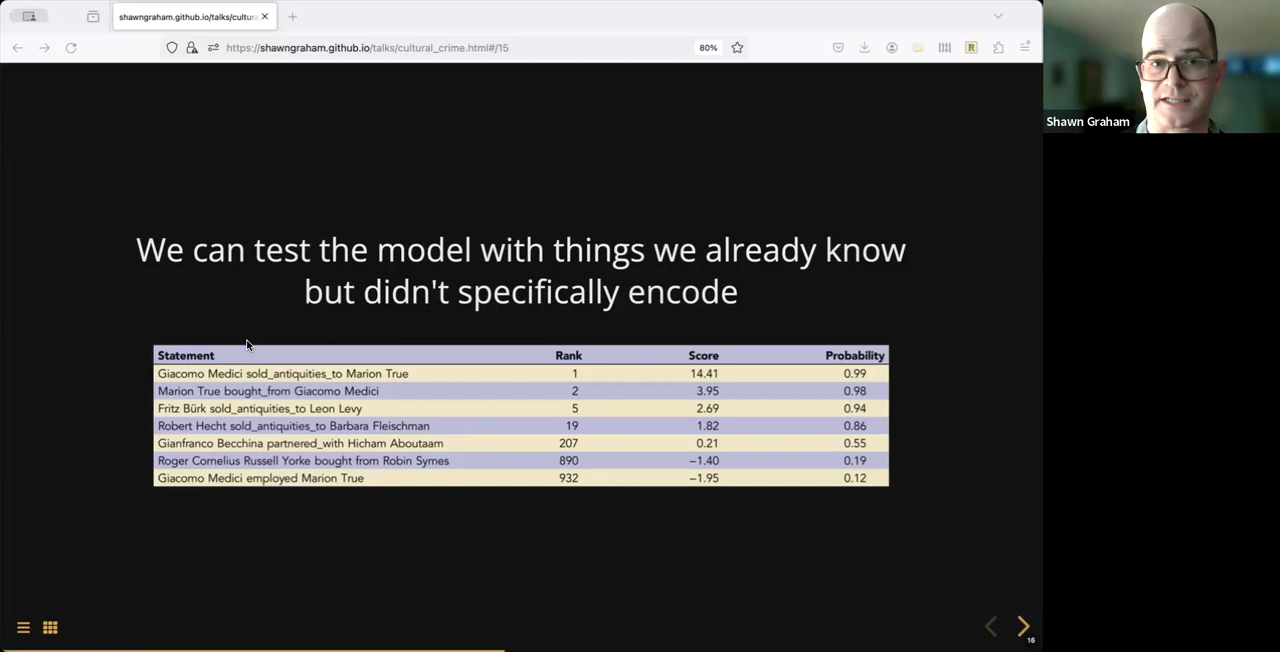 shawngraham.github.io/talks/cultura
https://shawngraham.github.io/talks/cultural_crime.html#/15
80%
R
Shawn Graham
We can test the model with things we already know
but didn't specifically encode
Statement Rank Score Probability
Giacomo Medici sold_antiquities_to Marion True 1 14.41 0.99
Marion True bought_from Giacomo Medici 2 3.95 0.98
Fritz Bürk sold_antiquities_to Leon Levy 5 2.69 0.94
Robert Hecht sold_antiquities_to Barbara Fleischman 19 1.82 0.86
Gianfranco Becchina partnered_with Hicham Aboutaam 207 0.21 0.55
Roger Cornelius Russell Yorke bought from Robin Symes 890 −1.40 0.19
Giacomo Medici employed Marion True 932 −1.95 0.12
16